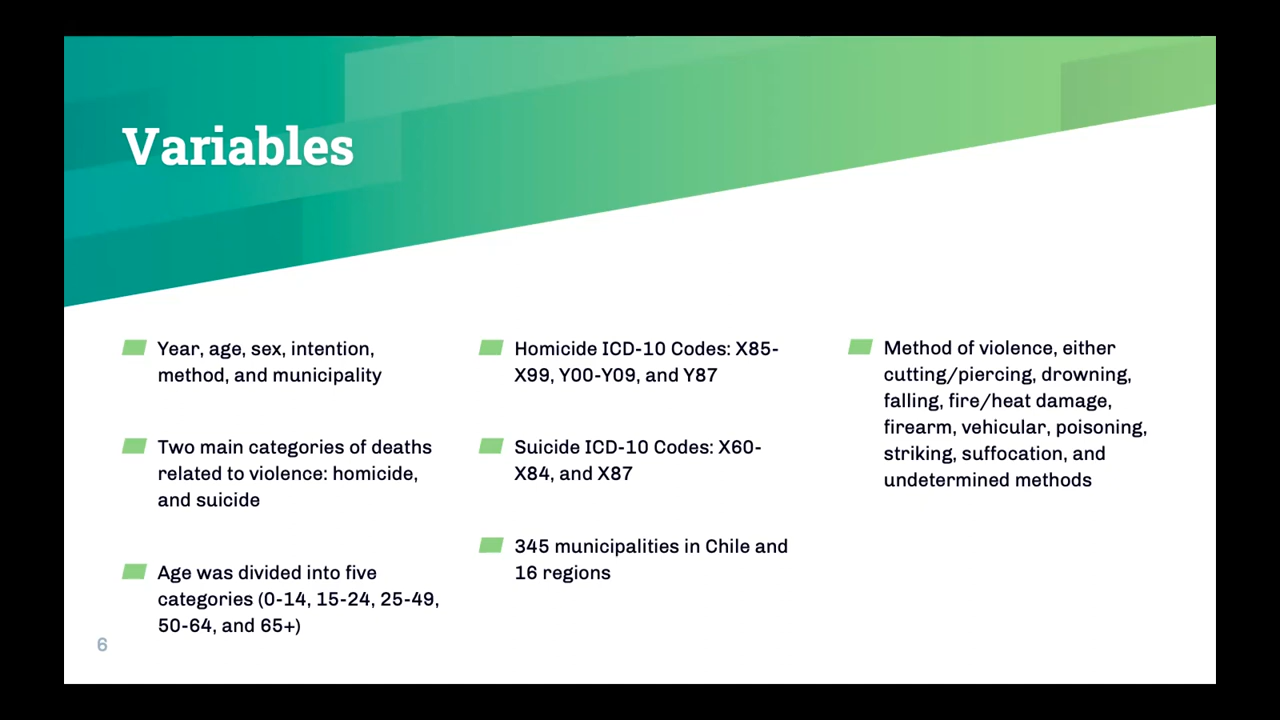 Variables
Year, age, sex, intention,
method, and municipality
Two main categories of deaths
related to violence: homicide,
and suicide
Age was divided into five
categories (0-14, 15-24, 25-49,
50-64, and 65+)
Homicide ICD-10 Codes: X85-
X99, Y00-Y09, and Y87
Suicide ICD-10 Codes: X60-
X84, and X87
345 municipalities in Chile and
16 regions
Method of violence, either
cutting/piercing, drowning,
falling, fire/heat damage,
firearm, vehicular, poisoning,
striking, suffocation, and
undetermined methods
6